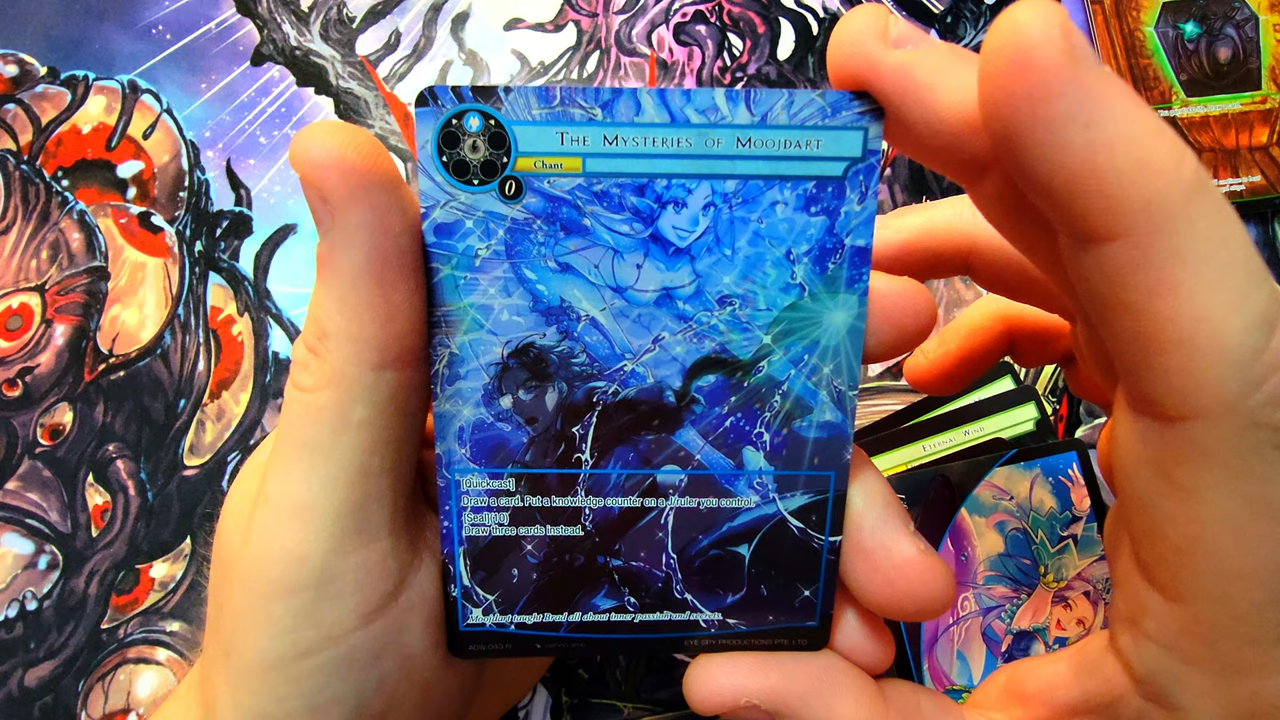 The Mysteries of Moojdart
Chant
0
[Quickcast]
Draw a card. Put a knowledge counter on a J/ruler you control.
[Seal](10)
Draw three cards instead.
Moojdart taught Brad all about inner passion and secrets.
EYE SPY PRODUCTIONS PTE. LTD.
Eternal Wind